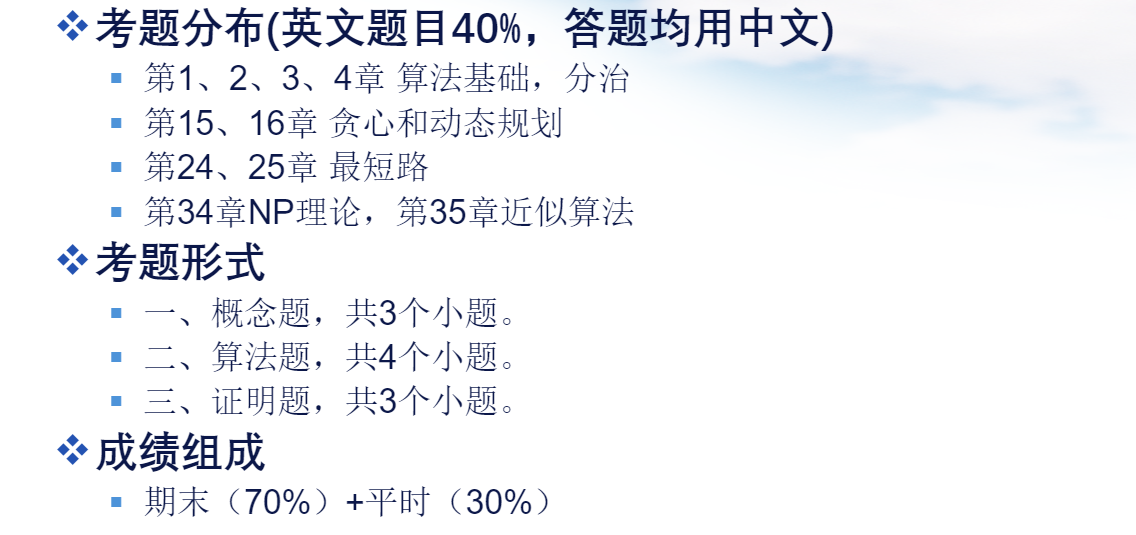 考题分布(英文题目40%，答题均用中文)
第1、2、3、4章 算法基础，分治
第15、16章 贪心和动态规划
第24、25章 最短路
第34章NP理论，第35章近似算法
考题形式
一、概念题，共3个小题。
二、算法题，共4个小题。
三、证明题，共3个小题。
成绩组成
期末（70%）+平时（30%）